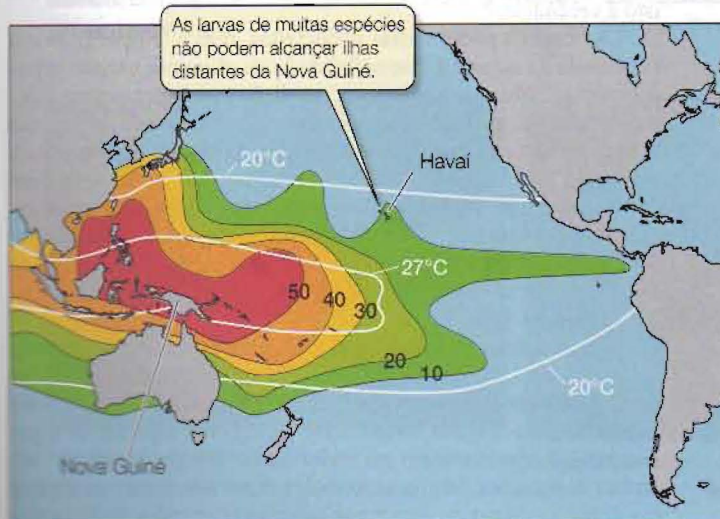 As larvas de muitas espécies
não podem alcançar ilhas
distantes da Nova Guiné.
20°C
Havaí
27°C
50
40
30
20
10
20°C
Nova Guiné